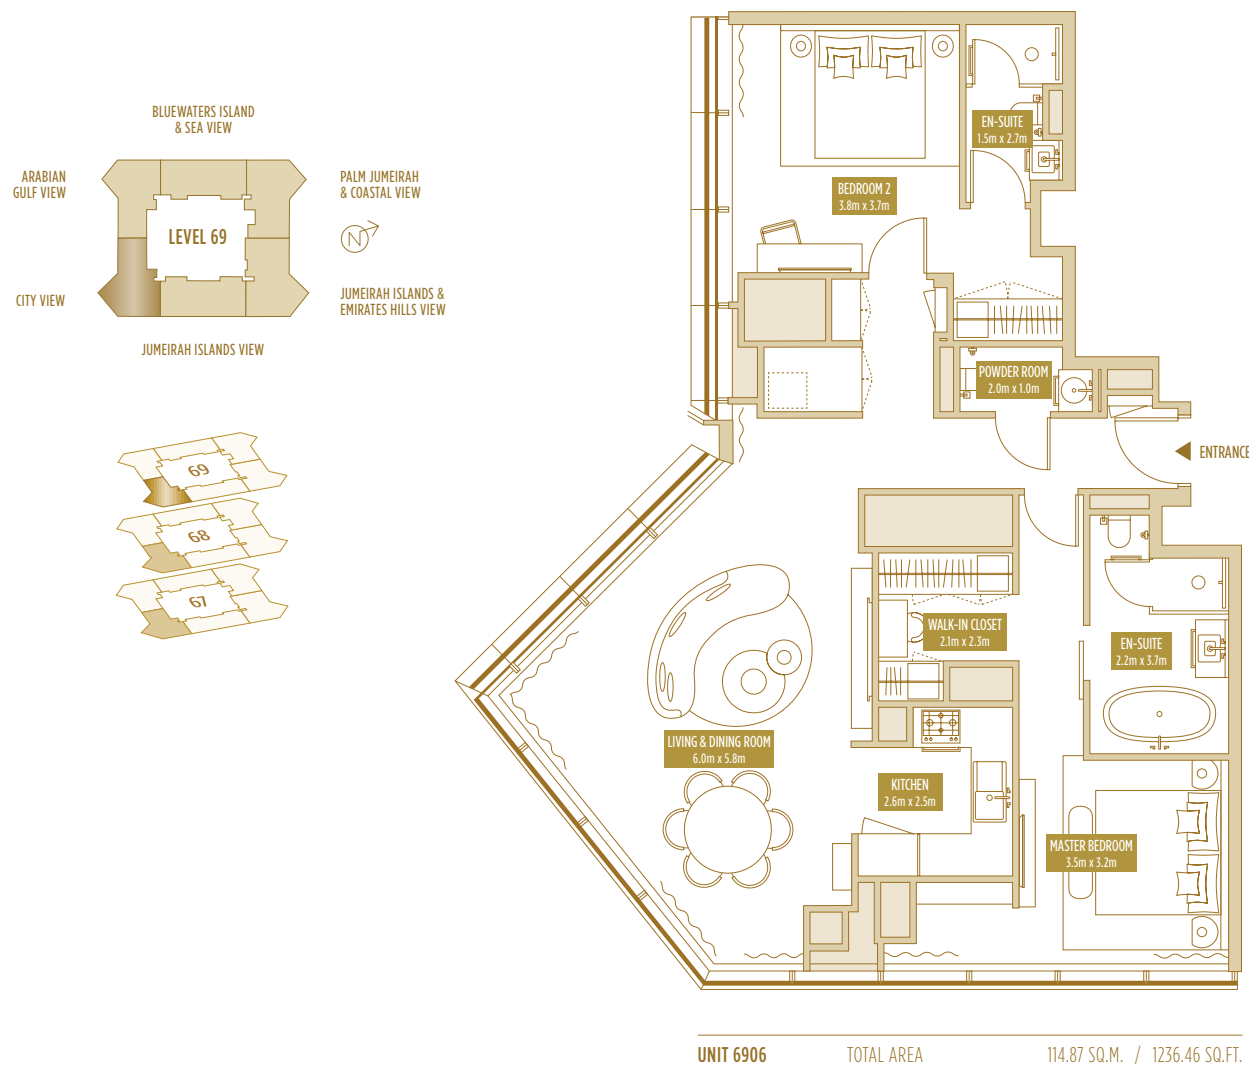 BLUEWATERS ISLAND
& SEA VIEW
ARABIAN
GULF VIEW
PALM JUMEIRAH
& COASTAL VIEW
LEVEL 69
N
CITY VIEW
JUMEIRAH ISLANDS &
EMIRATES HILLS VIEW
JUMEIRAH ISLANDS VIEW
69
68
67
EN-SUITE
1.5m x 2.7m
BEDROOM 2
3.8m x 3.7m
POWDER ROOM
2.0m x 1.0m
ENTRANCE
WALK-IN CLOSET
2.1m x 2.3m
EN-SUITE
2.2m x 3.7m
LIVING & DINING ROOM
6.0m x 5.8m
KITCHEN
2.6m x 2.5m
MASTER BEDROOM
3.5m x 3.2m
UNIT 6906 TOTAL AREA 114.87 SQ.M. / 1236.46 SQ.FT.